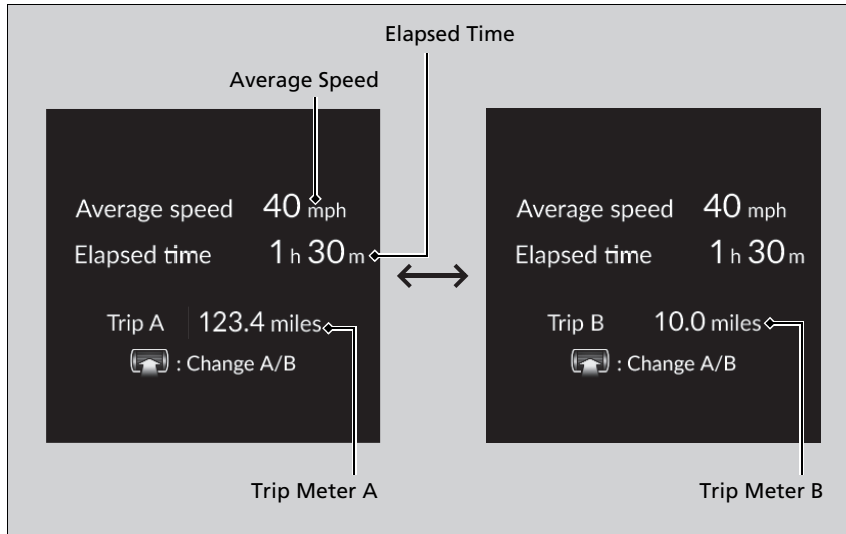 Elapsed Time
Average Speed
Average speed 40 mph
Elapsed time 1 h 30 m
Trip A 123.4 miles
: Change A/B
Average speed 40 mph
Elapsed time 1 h 30 m
Trip B 10.0 miles
: Change A/B
Trip Meter A
Trip Meter B